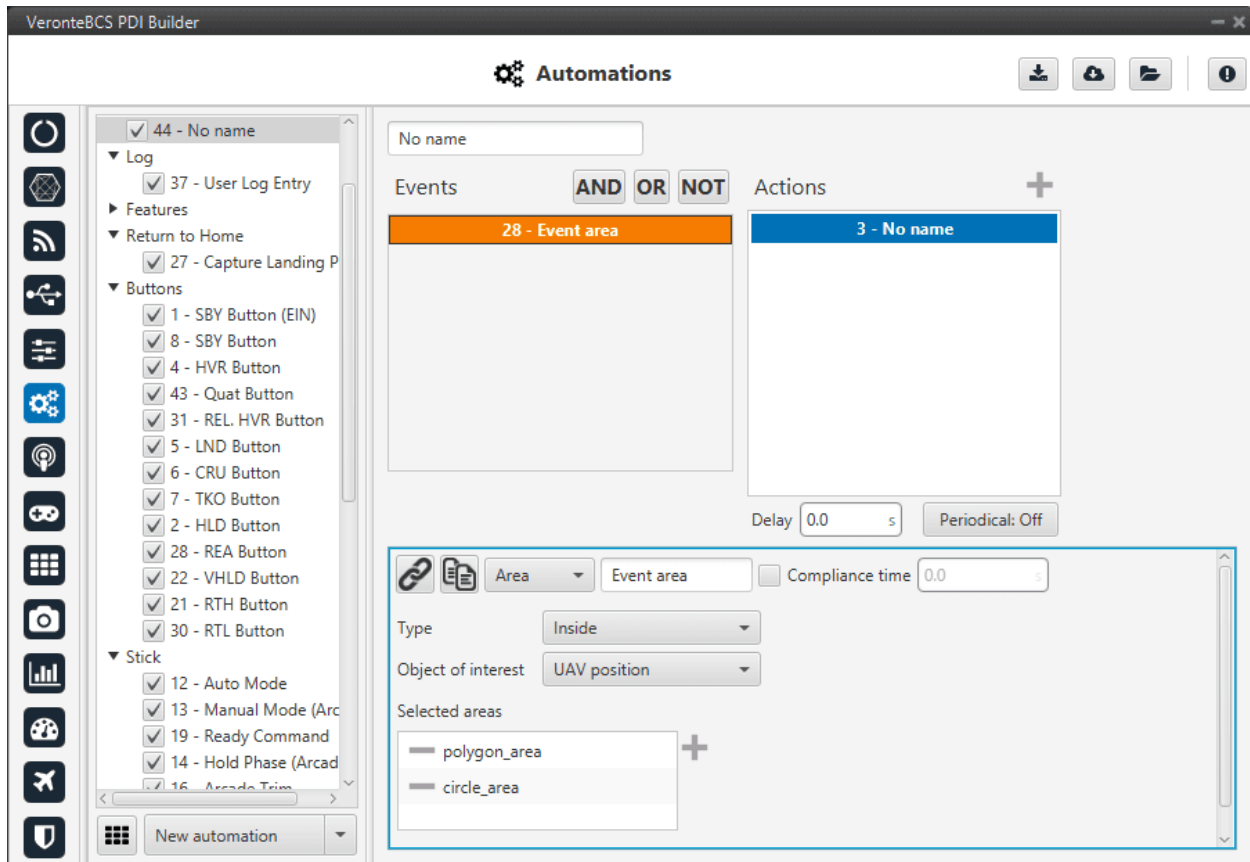 VeronteBCS PDI Builder
Automations
44 - No name
Log
37 - User Log Entry
Features
Return to Home
27 - Capture Landing P
Buttons
1 - SBY Button (EIN)
8 - SBY Button
4 - HVR Button
43 - Quat Button
31 - REL. HVR Button
5 - LND Button
6 - CRU Button
7 - TKO Button
2 - HLD Button
28 - REA Button
22 - VHLD Button
21 - RTH Button
30 - RTL Button
Stick
12 - Auto Mode
13 - Manual Mode (Arc
19 - Ready Command
14 - Hold Phase (Arcad
16 - Arcade Trim
New automation
No name
Events AND OR NOT Actions
28 - Event area
3 - No name
Delay 0.0 s Periodical: Off
Area Event area Compliance time 0.0 s
Type Inside
Object of interest UAV position
Selected areas
polygon_area
circle_area